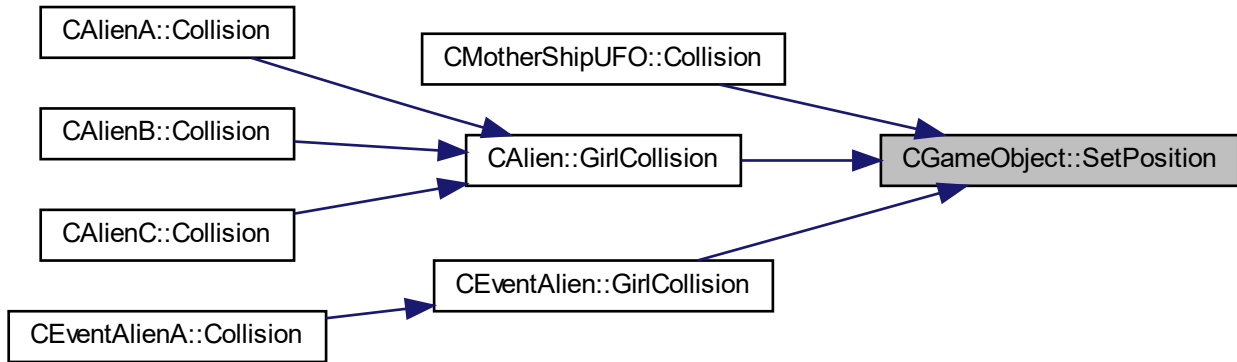 CAlienA::Collision
CMotherShipUFO::Collision
CAlienB::Collision
CAlien::GirlCollision
CGameObject::SetPosition
CAlienC::Collision
CEventAlien::GirlCollision
CEventAlienA::Collision